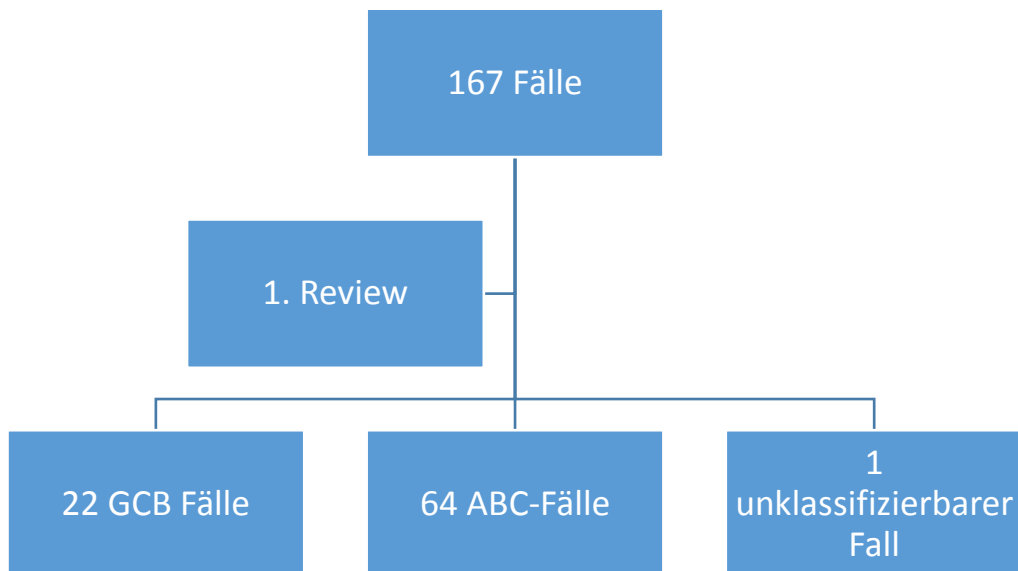 167 Fälle
1. Review
22 GCB Fälle
64 ABC-Fälle
1
unklassifizierbarer
Fall